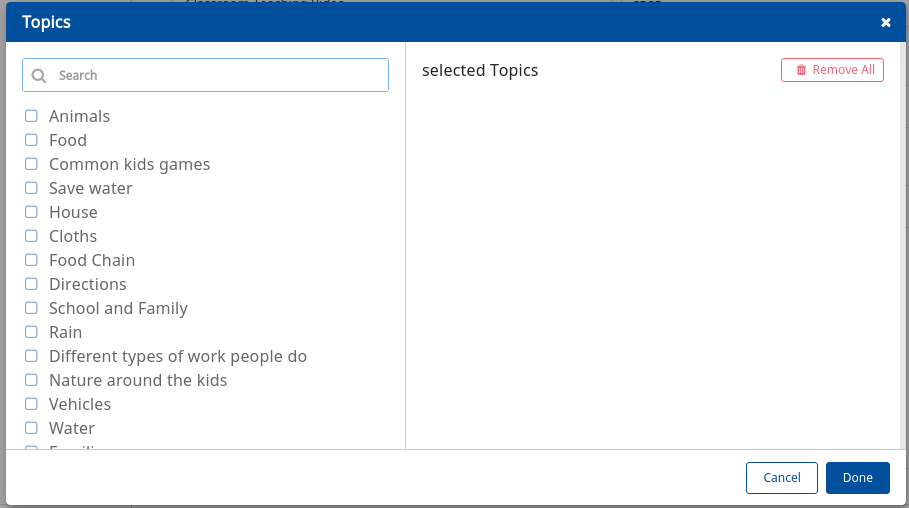 Topics
Search
Animals
Food
Common kids games
Save water
House
Cloths
Food Chain
Directions
School and Family
Rain
Different types of work people do
Nature around the kids
Vehicles
Water
selected Topics
Remove All
Cancel
Done